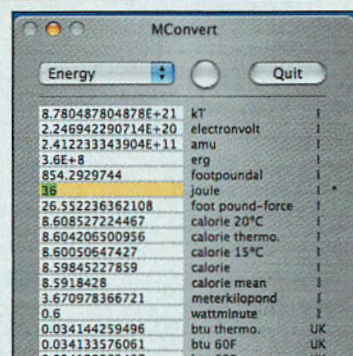 MConvert
Energy Quit
8.780487804878E+21 kT I
2.246942290714E+20 electronvolt I
2.412233343904E+11 amu I
3.6E+8 erg I
854.2929744 footpoundal I
36 joule I *
26.552236362108 foot pound-force I
8.608527224467 calorie 20°C I
8.604206500956 calorie thermo. I
8.60050647427 calorie 15°C I
8.59845227859 calorie I
8.5918428 calorie mean I
3.670978366721 meterkilopond I
0.6 wattminute I
0.034144259496 btu thermo. UK
0.034133576061 btu 60F UK